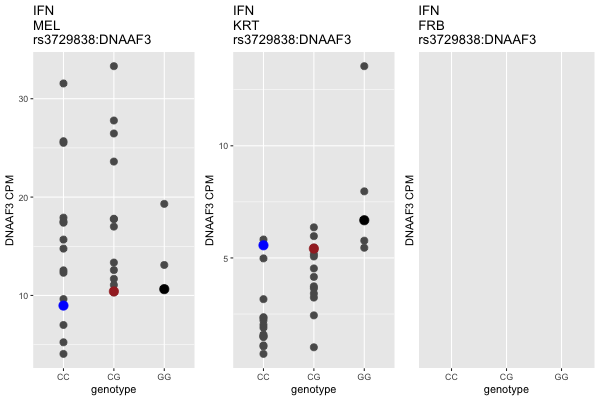 IFN
MEL
rs3729838:DNAAF3
DNAAF3 CPM
30
20
10
CC CG GG
genotype
IFN
KRT
rs3729838:DNAAF3
DNAAF3 CPM
10
5
CC CG GG
genotype
IFN
FRB
rs3729838:DNAAF3
DNAAF3 CPM
CC CG GG
genotype